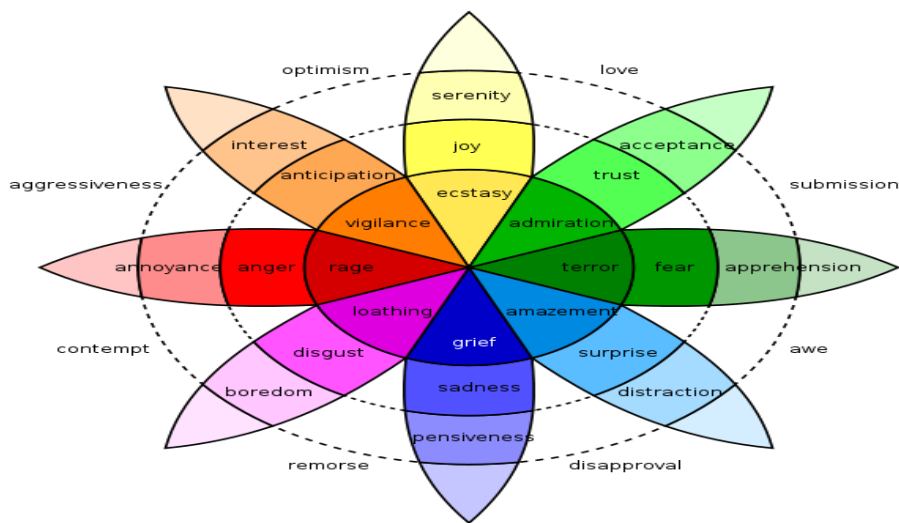 optimism
love
serenity
interest
joy
acceptance
anticipation
trust
aggressiveness
ecstasy
submission
vigilance
admiration
annoyance
anger
rage
terror
fear
apprehension
loathing
amazement
contempt
disgust
grief
surprise
awe
boredom
sadness
distraction
pensiveness
remorse
disapproval